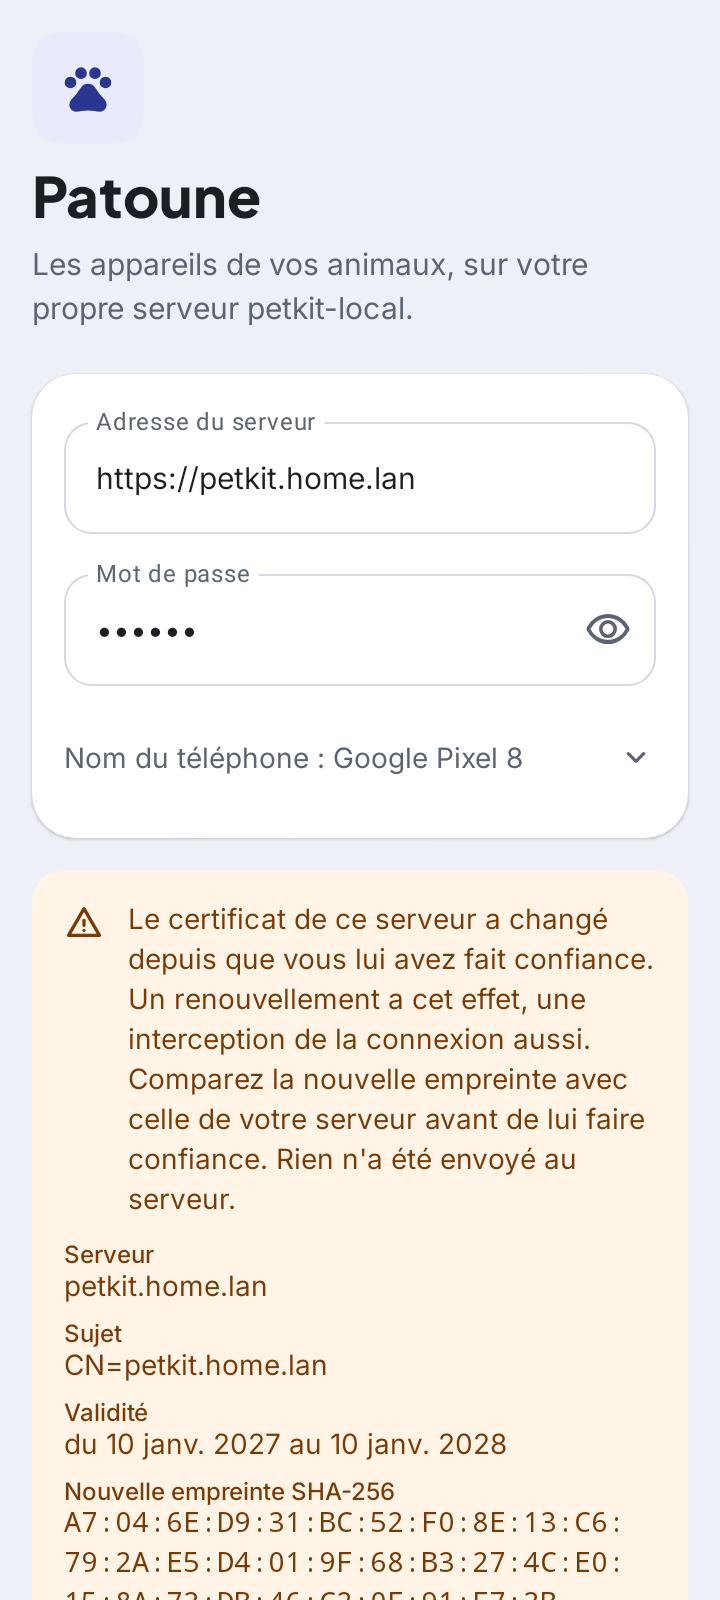 Patoune
Les appareils de vos animaux, sur votre
propre serveur petkit-local.
Adresse du serveur
https://petkit.home.lan
Mot de passe
••••••
Nom du téléphone : Google Pixel 8
Le certificat de ce serveur a changé
depuis que vous lui avez fait confiance.
Un renouvellement a cet effet, une
interception de la connexion aussi.
Comparez la nouvelle empreinte avec
celle de votre serveur avant de lui faire
confiance. Rien n'a été envoyé au
serveur.
Serveur
petkit.home.lan
Sujet
CN=petkit.home.lan
Validité
du 10 janv. 2027 au 10 janv. 2028
Nouvelle empreinte SHA-256
A7:04:6E:D9:31:BC:52:F0:8E:13:C6:
79:2A:E5:D4:01:9F:68:B3:27:4C:E0: